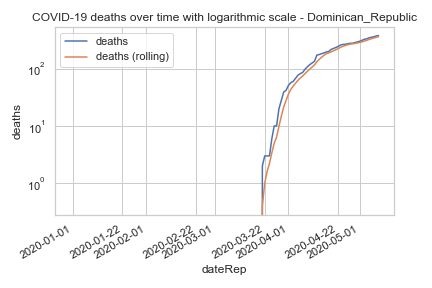 COVID-19 deaths over time with logarithmic scale - Dominican_Republic
deaths
deaths (rolling)
10²
10¹
10⁰
deaths
2020-01-01
2020-01-22
2020-02-01
2020-02-22
2020-03-01
2020-03-22
2020-04-01
2020-04-22
2020-05-01
dateRep